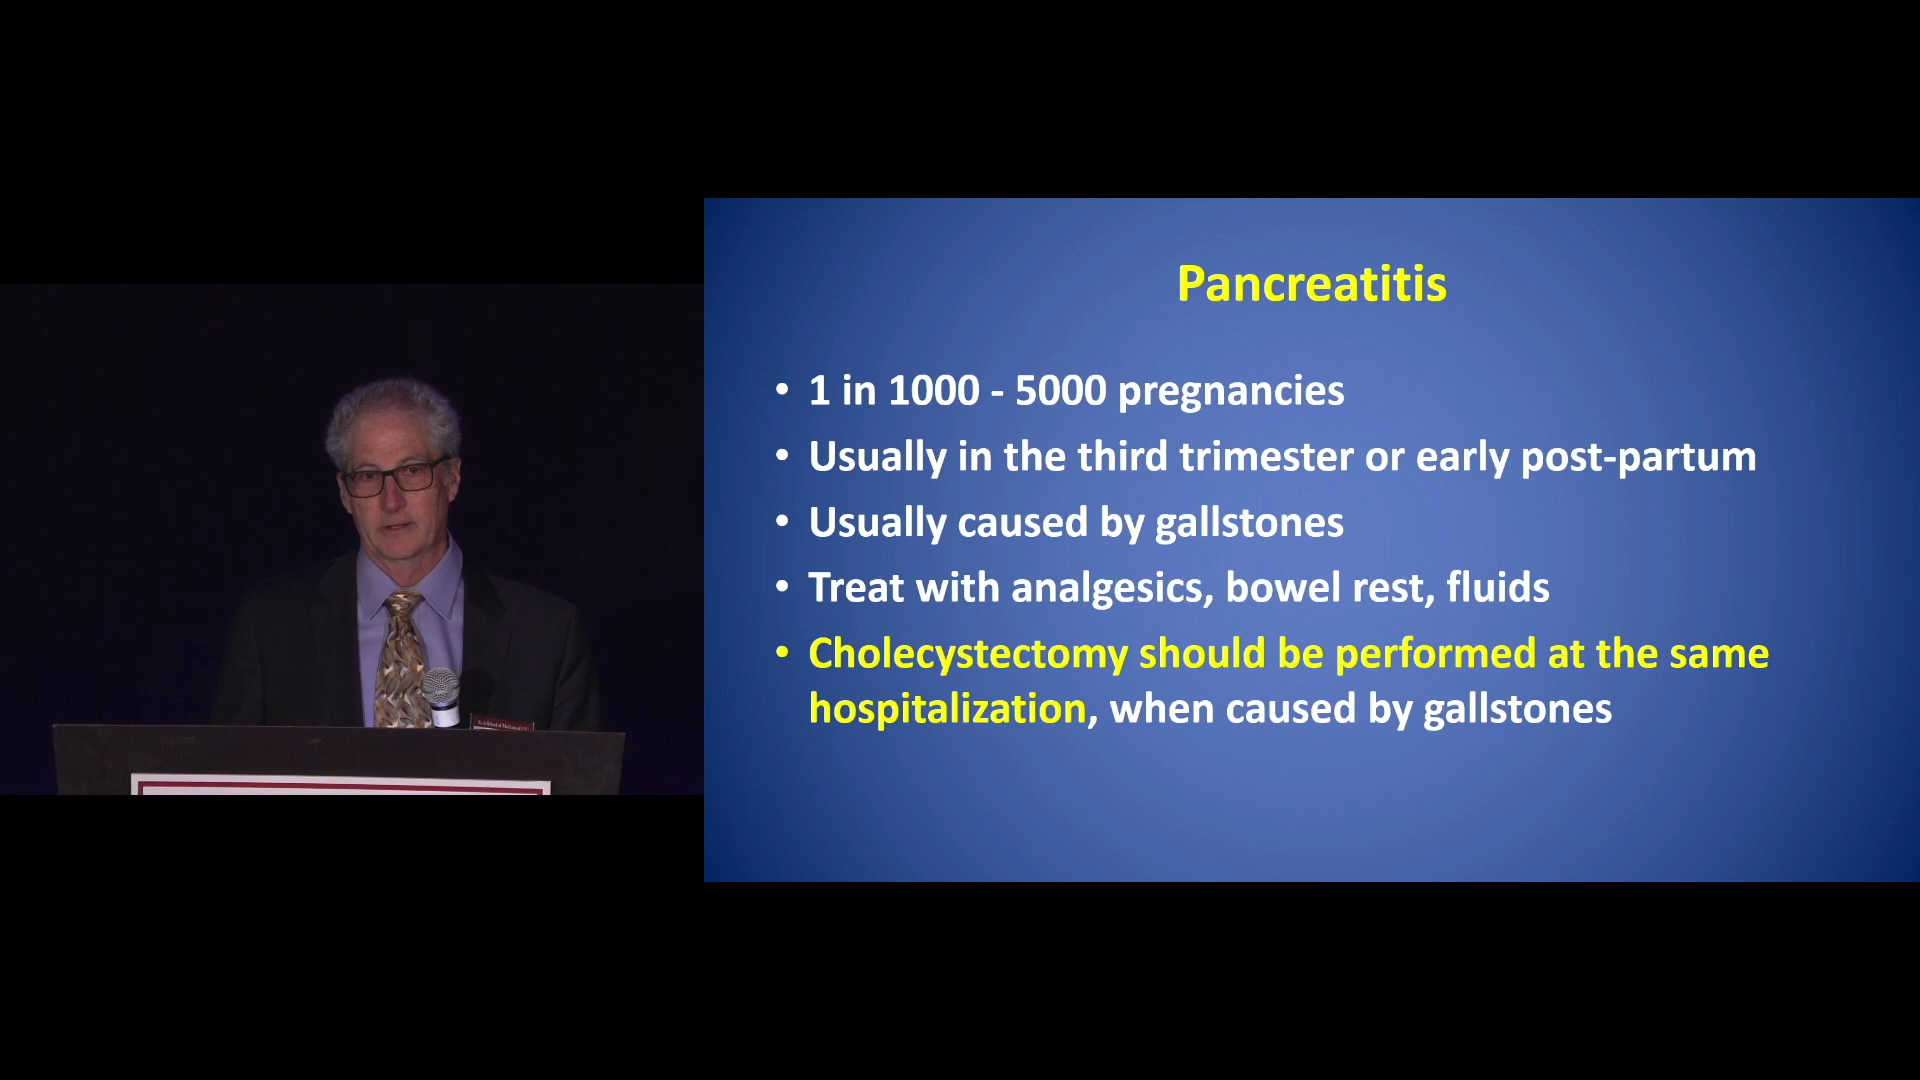 Pancreatitis
• 1 in 1000 - 5000 pregnancies
• Usually in the third trimester or early post-partum
• Usually caused by gallstones
• Treat with analgesics, bowel rest, fluids
• Cholecystectomy should be performed at the same
hospitalization, when caused by gallstones